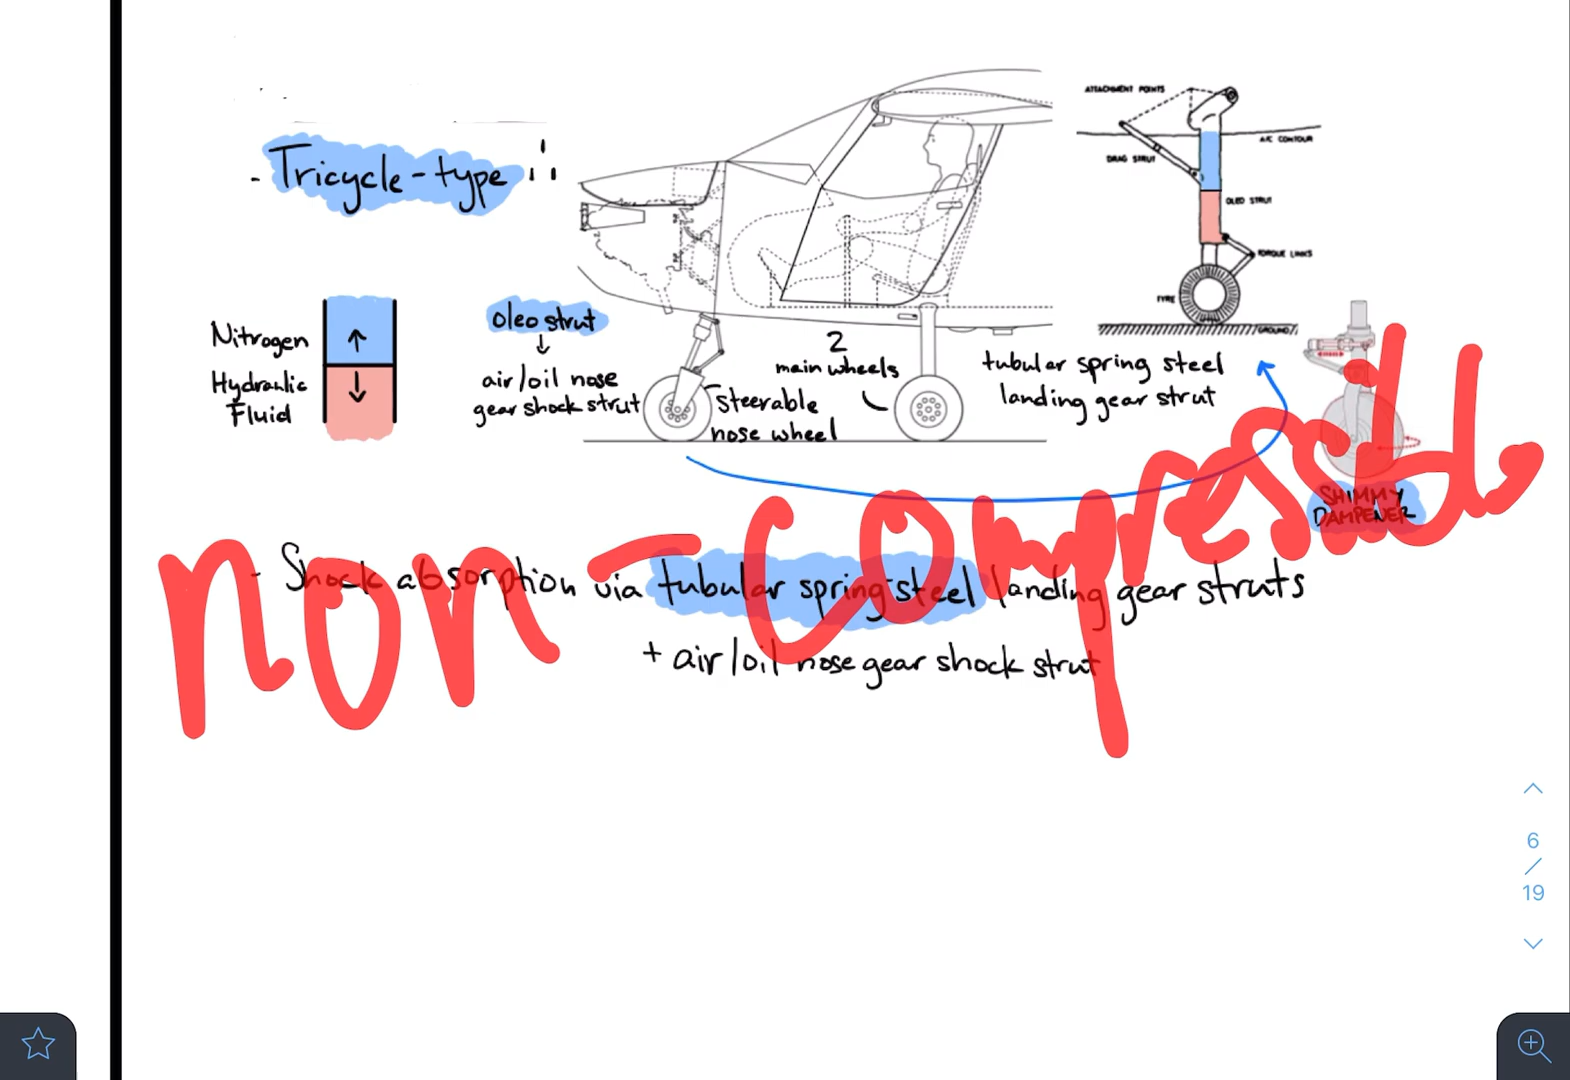 - Tricycle-type
ATTACHMENT POINTS
A/C CONTOUR
DRAG STRUT
OLEO STRUT
TORQUE LINKS
TYRE
GROUND
Nitrogen
Hydraulic
Fluid
Oleo strut
air/oil nose
gear shock strut
steerable
nose wheel
2
main wheels
tubular spring steel
landing gear strut
SHIMMY
DAMPENER
non-compressible
- Shock absorption via tubular spring steel landing gear struts
+ air/oil nose gear shock strut
6
/
19